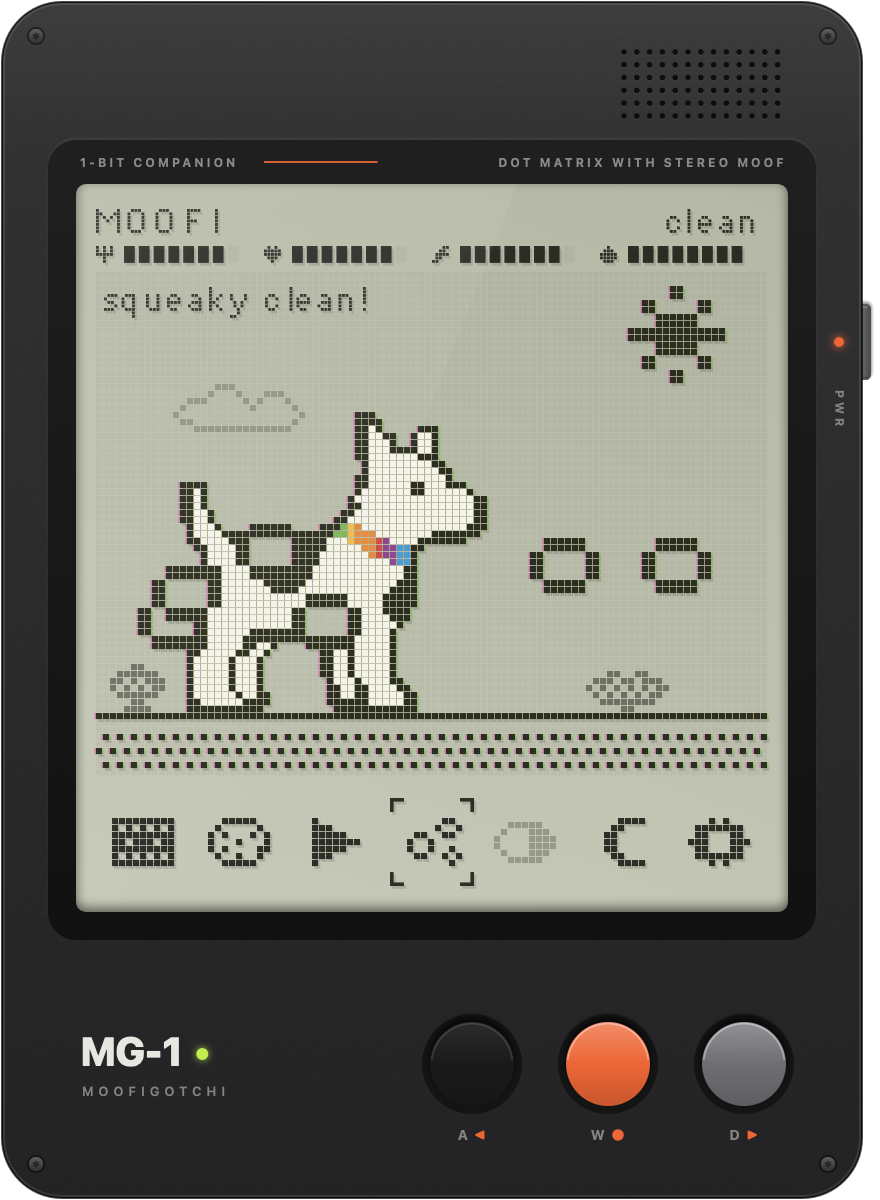 1-BIT COMPANION
DOT MATRIX WITH STEREO MOOF
MOOFI
clean
squeaky clean!
PWR
MG-1
MOOFIGOTCHI
A
W
D